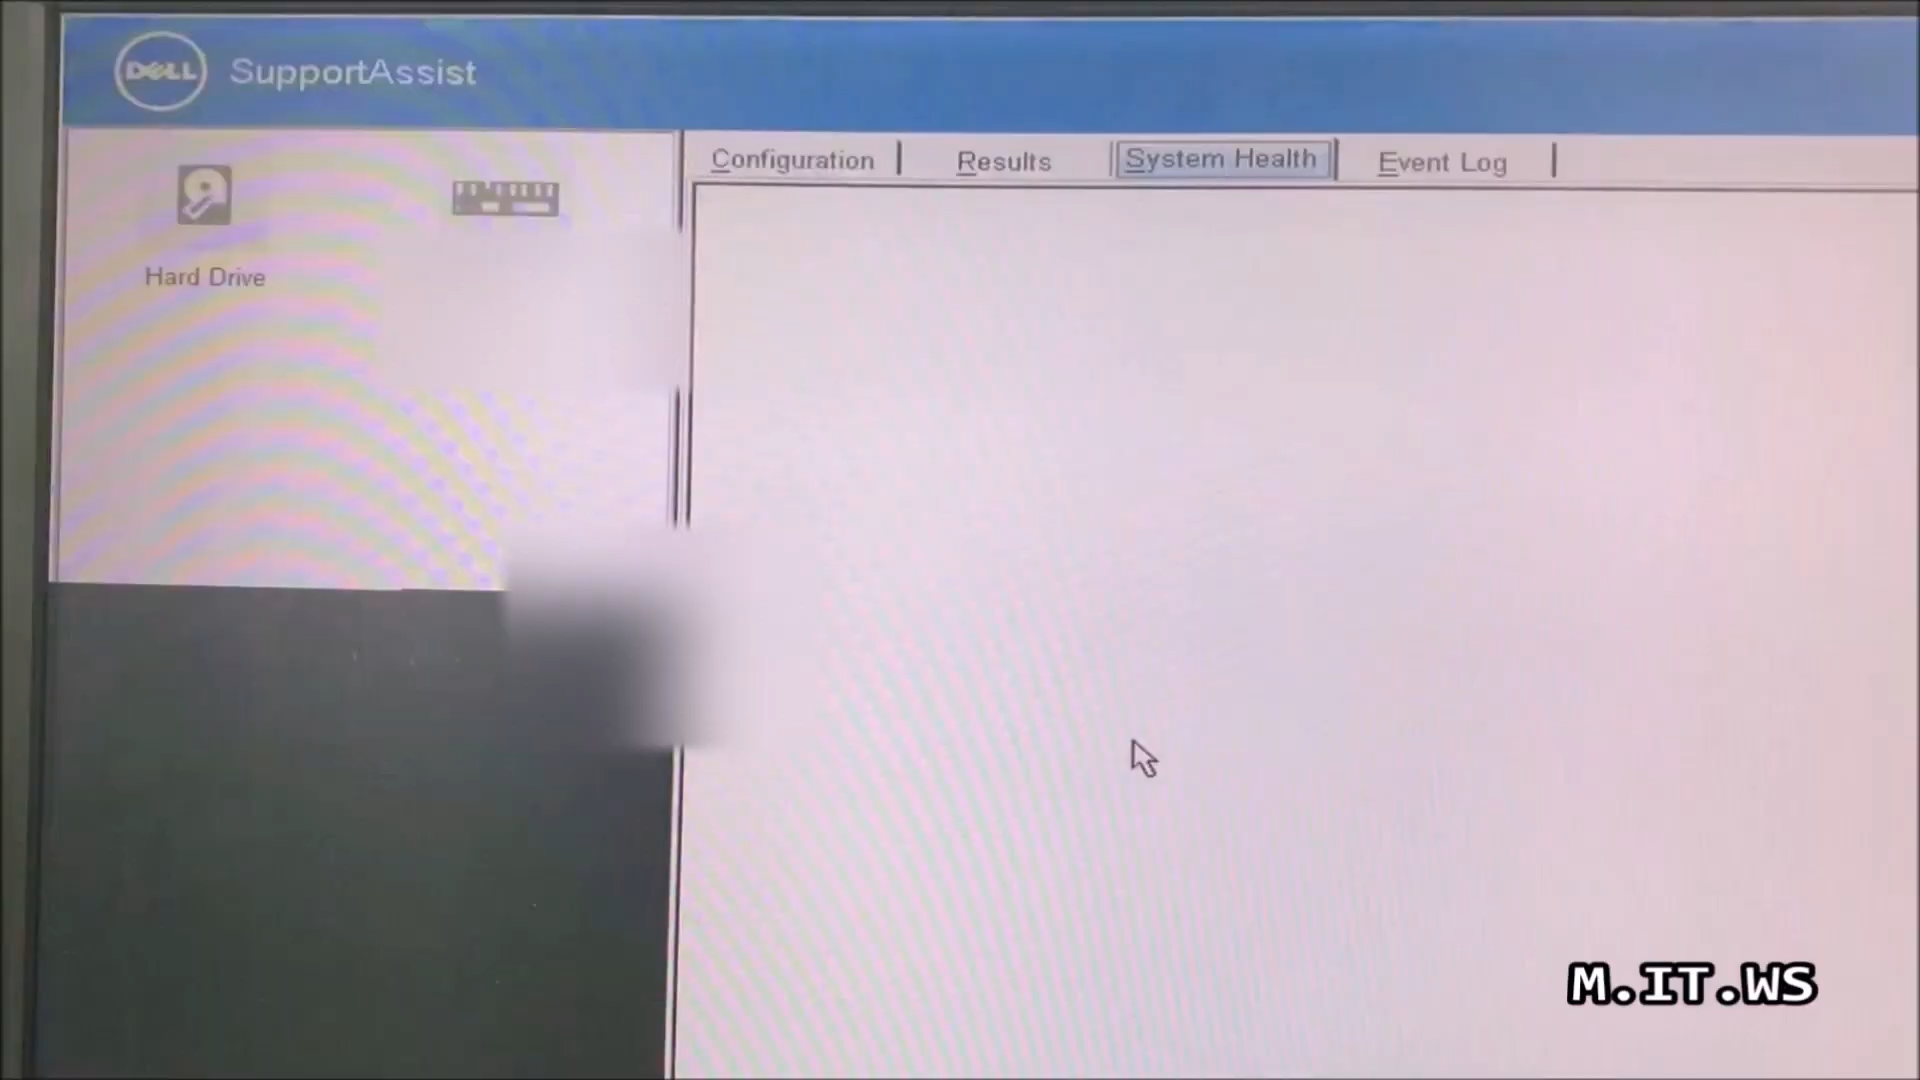 DELL SupportAssist
Configuration Results System Health Event Log
Hard Drive
M.IT.WS